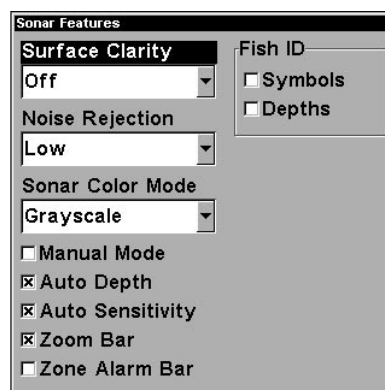 Sonar Features
Surface Clarity
Off
Noise Rejection
Low
Sonar Color Mode
Grayscale
Manual Mode
Auto Depth
Auto Sensitivity
Zoom Bar
Zone Alarm Bar
Fish ID
Symbols
Depths